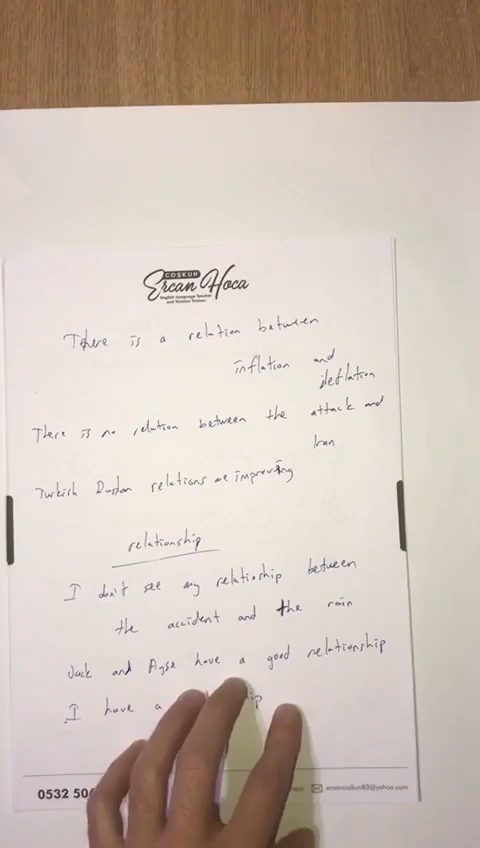 COŞKUN
Ercan Hoca
English Language Teacher
and Teacher Trainer
There is a relation between
inflation and
deflation
There is no relation between the attack and
Iran
Turkish relations are improving
relationship
I don't see any relatioship between
the accident and the rain
Jack and Ayşe have a good relationship
I have a
0532 50
ercancoskun83@yahoo.com